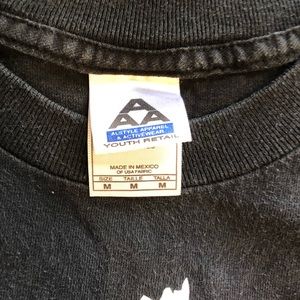 AAA
ALSTYLE APPAREL
& ACTIVEWEAR
YOUTH RETAIL
MADE IN MEXICO
OF USA FABRIC
SIZE TAILLE TALLA
M M M